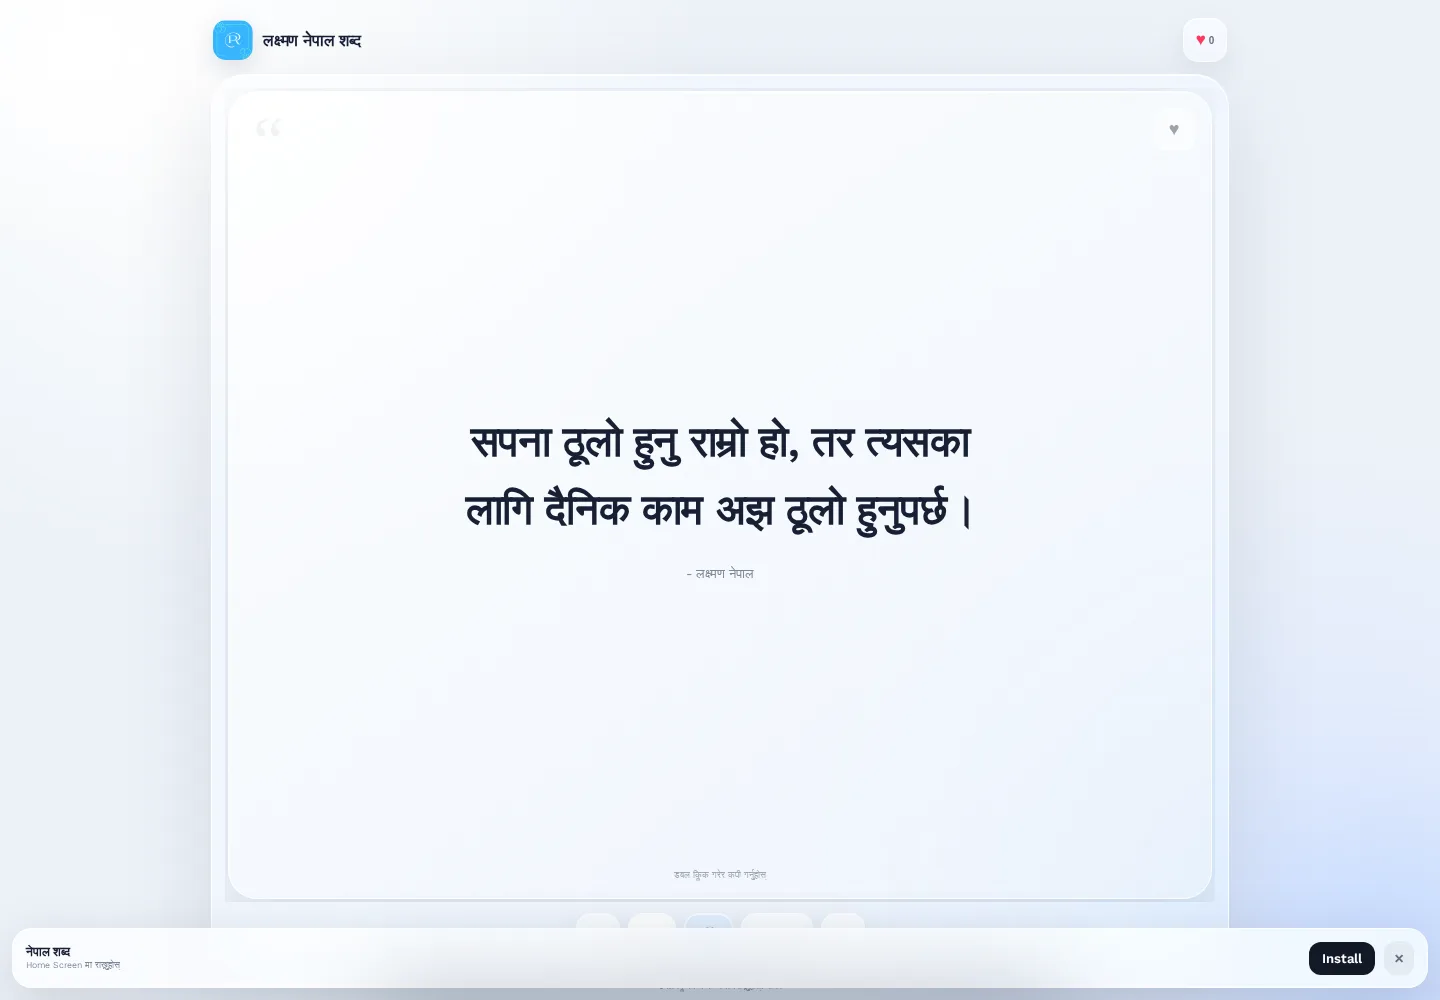 लक्ष्मण नेपाल शब्द
♥ 0
“
♥
सपना ठूलो हुनु राम्रो हो, तर त्यसका
लागि दैनिक काम अझ ठूलो हुनुपर्छ।
- लक्ष्मण नेपाल
डबल क्लिक गरेर कपी गर्नुहोस्
नेपाल शब्द
Home Screen मा राख्नुहोस्
Install
×